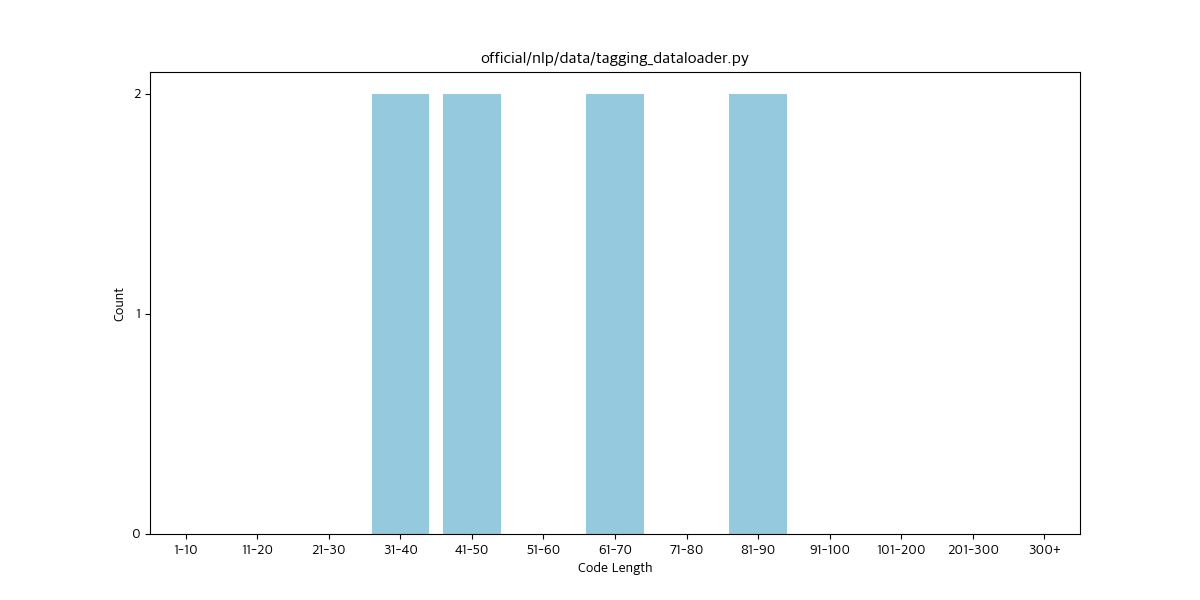 official/nlp/data/tagging_dataloader.py
2
1
0
Count
1-10 11-20 21-30 31-40 41-50 51-60 61-70 71-80 81-90 91-100 101-200 201-300 300+
Code Length